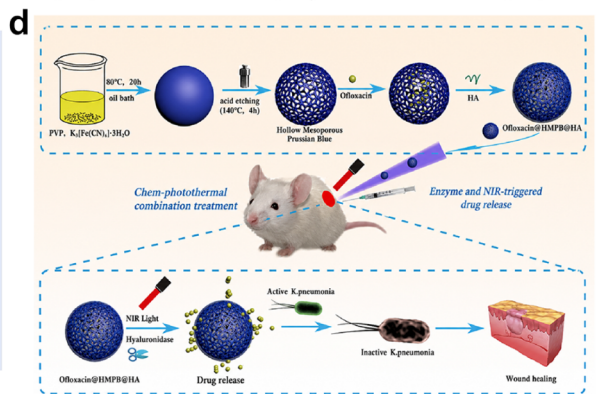 d
80°C, 20h
oil bath
acid etching
(140°C, 4h)
Ofloxacin
HA
PVP, K₃[Fe(CN)₆]·3H₂O
Hollow Mesoporous
Prussian Blue
Ofloxacin@HMPB@HA
Chem-photothermal
combination treatment
Enzyme and NIR-triggered
drug release
NIR Light
Hyaluronidase
Active K.pneumonia
Inactive K.pneumonia
Ofloxacin@HMPB@HA
Drug release
Wound healing